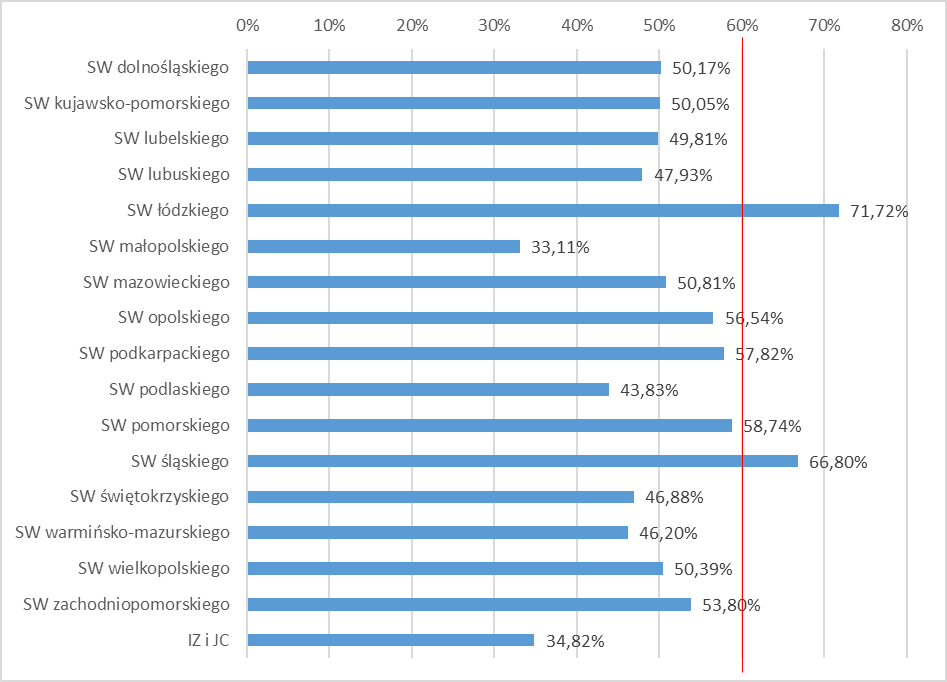 0% 10% 20% 30% 40% 50% 60% 70% 80%
SW dolnośląskiego 50,17%
SW kujawsko-pomorskiego 50,05%
SW lubelskiego 49,81%
SW lubuskiego 47,93%
SW łódzkiego 71,72%
SW małopolskiego 33,11%
SW mazowieckiego 50,81%
SW opolskiego 56,54%
SW podkarpackiego 57,82%
SW podlaskiego 43,83%
SW pomorskiego 58,74%
SW śląskiego 66,80%
SW świętokrzyskiego 46,88%
SW warmińsko-mazurskiego 46,20%
SW wielkopolskiego 50,39%
SW zachodniopomorskiego 53,80%
IZ i JC 34,82%